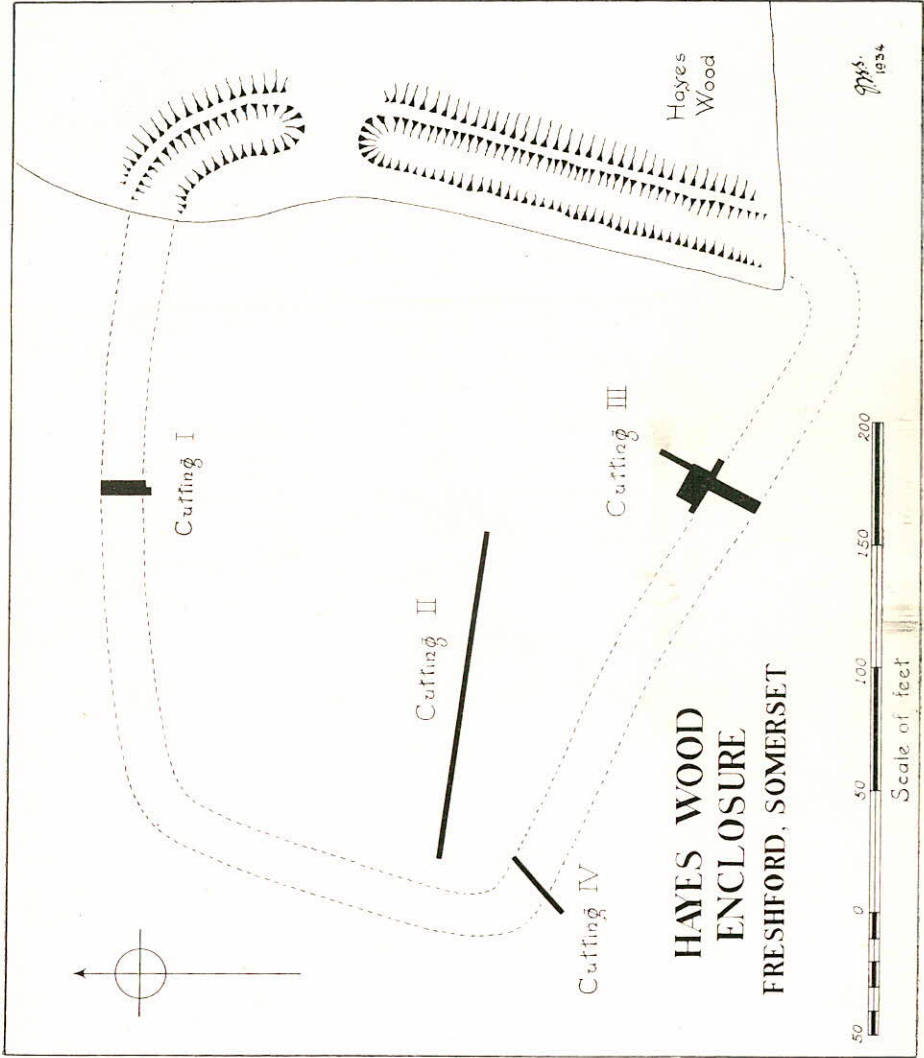 Hayes
Wood
Cutting I
Cutting II
Cutting III
Cutting IV
HAYES WOOD
ENCLOSURE
FRESHFORD, SOMERSET
50 0 50 100 150 200
Scale of feet
1934